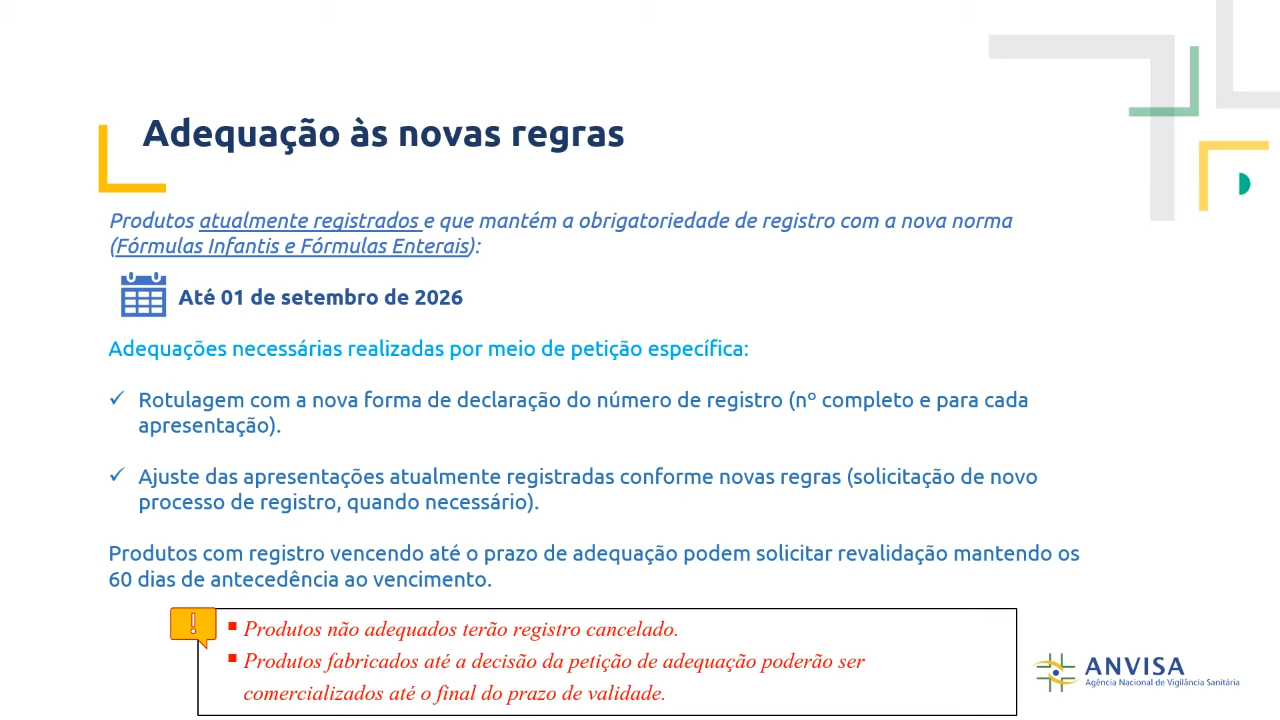 Adequação às novas regras
Produtos atualmente registrados e que mantém a obrigatoriedade de registro com a nova norma
(Fórmulas Infantis e Fórmulas Enterais):
Até 01 de setembro de 2026
Adequações necessárias realizadas por meio de petição específica:
✓ Rotulagem com a nova forma de declaração do número de registro (nº completo e para cada
apresentação).
✓ Ajuste das apresentações atualmente registradas conforme novas regras (solicitação de novo
processo de registro, quando necessário).
Produtos com registro vencendo até o prazo de adequação podem solicitar revalidação mantendo os
60 dias de antecedência ao vencimento.
!
▪ Produtos não adequados terão registro cancelado.
▪ Produtos fabricados até a decisão da petição de adequação poderão ser
comercializados até o final do prazo de validade.
ANVISA
Agência Nacional de Vigilância Sanitária